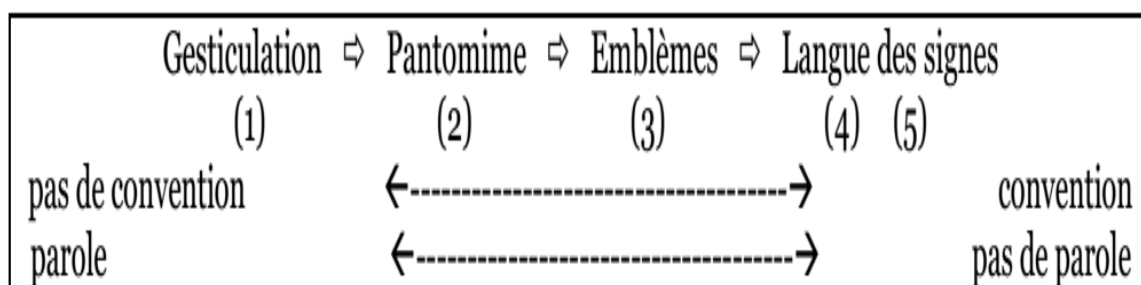 Gesticulation ⇨ Pantomime ⇨ Emblèmes ⇨ Langue des signes
(1) (2) (3) (4) (5)
pas de convention ←------------------------------------→ convention
parole ←------------------------------------→ pas de parole